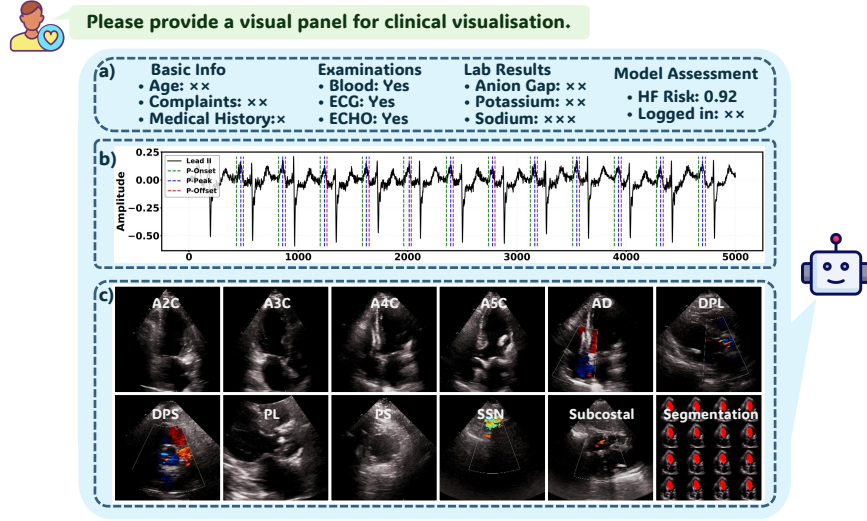 Please provide a visual panel for clinical visualisation.
a)
Basic Info
• Age: ××
• Complaints: ××
• Medical History:×
Examinations
• Blood: Yes
• ECG: Yes
• ECHO: Yes
Lab Results
• Anion Gap: ××
• Potassium: ××
• Sodium: ×××
Model Assessment
• HF Risk: 0.92
• Logged in: ××
b)
Amplitude
0.25
0.00
−0.25
−0.50
Lead II
P-Onset
P-Peak
P-Offset
0 1000 2000 3000 4000 5000
c)
A2C A3C A4C A5C AD DPL
DPS PL PS SSN Subcostal Segmentation